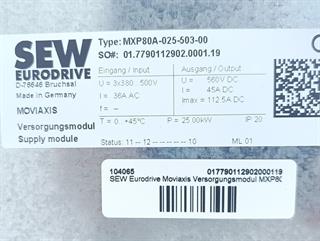 SEW
EURODRIVE
D-76646 Bruchsal
Made in Germany
MOVIAXIS
Versorgungsmodul
Supply module
Type: MXP80A-025-503-00
SO#: 01.7790112902.0001.19
Eingang / Input
Ausgang / Output
U = 3x380...500V
U = 560V DC
I = 36A AC
I = 45A DC
I max = 112.5A DC
T = 0...+45°C
P = 25.00kW
IP: 20
Status: 11 -- 12 -- -- -- -- 10 --
ML 01
104065
017790112902000119
SEW Eurodrive Moviaxis Versorgungsmodul MXP80